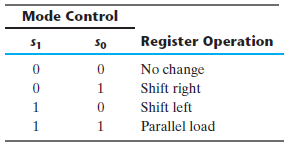 Mode Control
s₁ s₀ Register Operation
0 0 No change
0 1 Shift right
1 0 Shift left
1 1 Parallel load